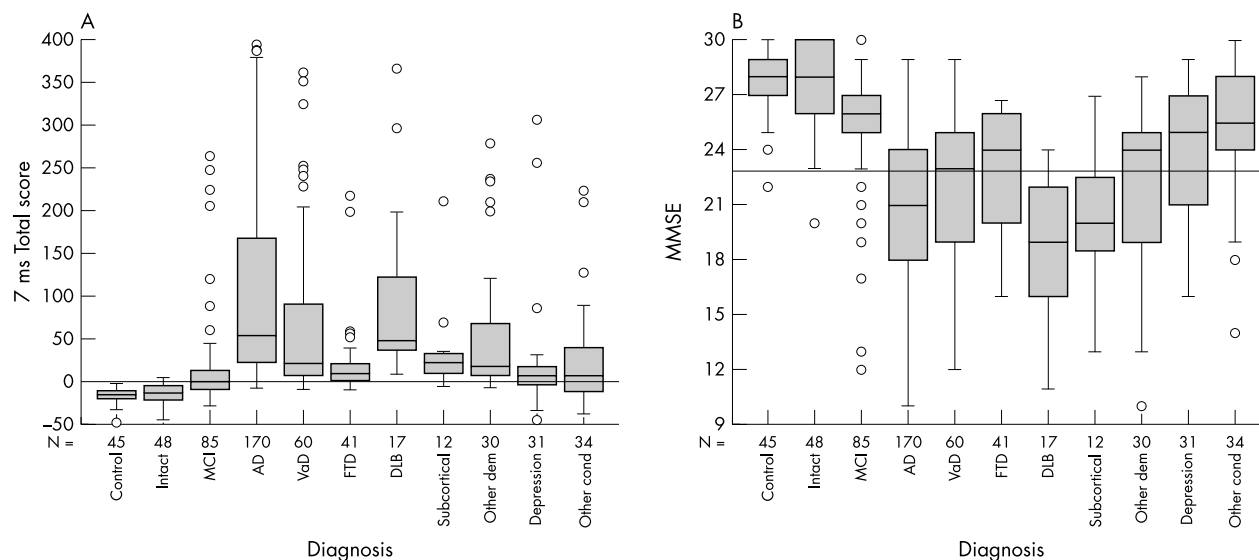 A
400
350
300
250
200
150
100
50
0
–50
7 ms Total score
N = 45 48 85 170 60 41 17 12 30 31 34
Control Intact MCI AD VaD FTD DLB Subcortical Other dem Depression Other cond
Diagnosis
B
30
27
24
21
18
15
12
9
MMSE
N = 45 48 85 170 60 41 17 12 30 31 34
Control Intact MCI AD VaD FTD DLB Subcortical Other dem Depression Other cond
Diagnosis